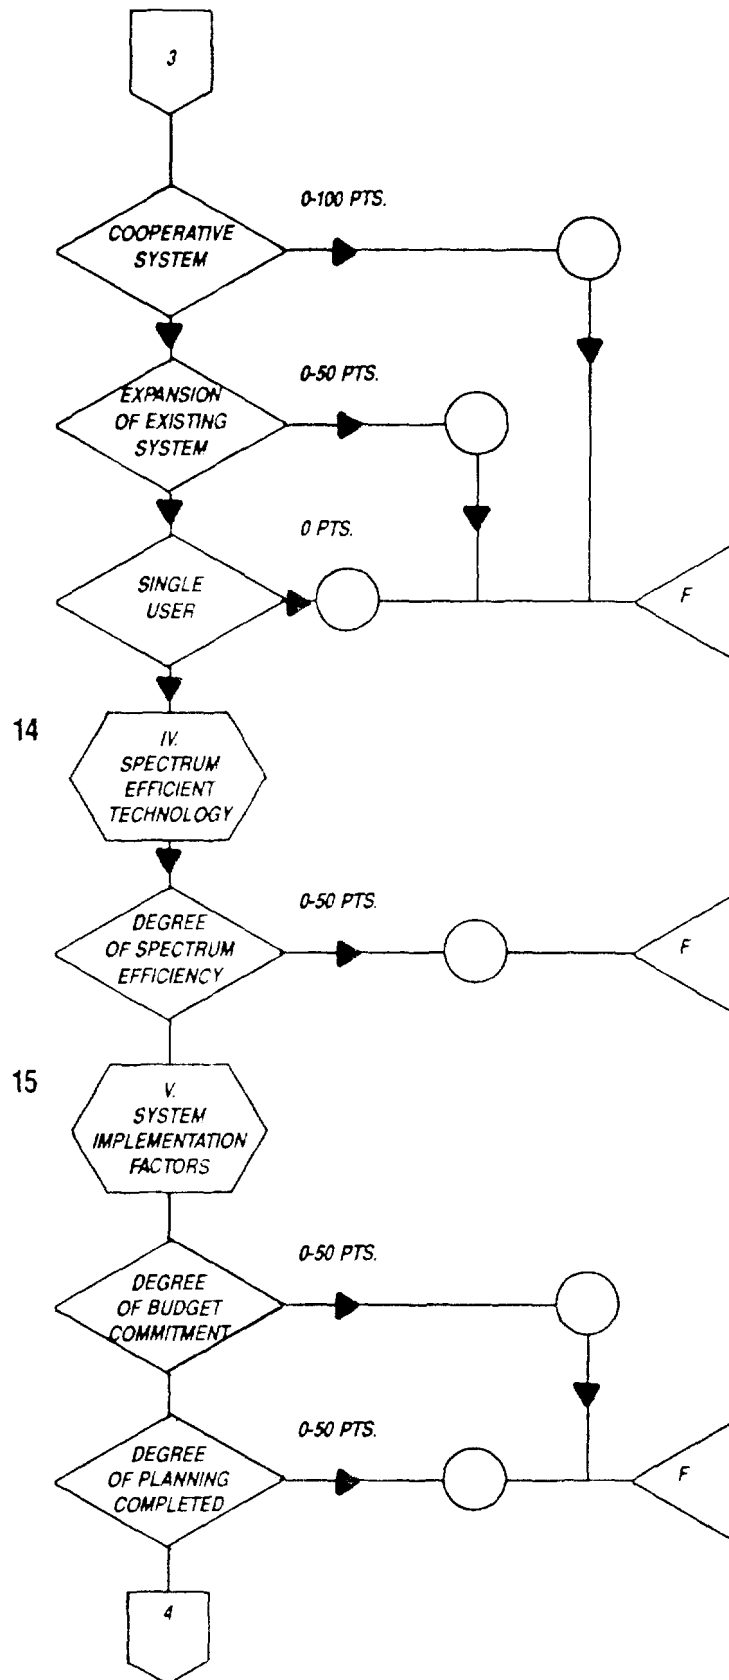 3
0-100 PTS.
COOPERATIVE
SYSTEM
0-50 PTS.
EXPANSION
OF EXISTING
SYSTEM
0 PTS.
SINGLE
USER
F
14
IV.
SPECTRUM
EFFICIENT
TECHNOLOGY
0-50 PTS.
DEGREE
OF SPECTRUM
EFFICIENCY
F
15
V.
SYSTEM
IMPLEMENTATION
FACTORS
0-50 PTS.
DEGREE
OF BUDGET
COMMITMENT
0-50 PTS.
DEGREE
OF PLANNING
COMPLETED
F
4